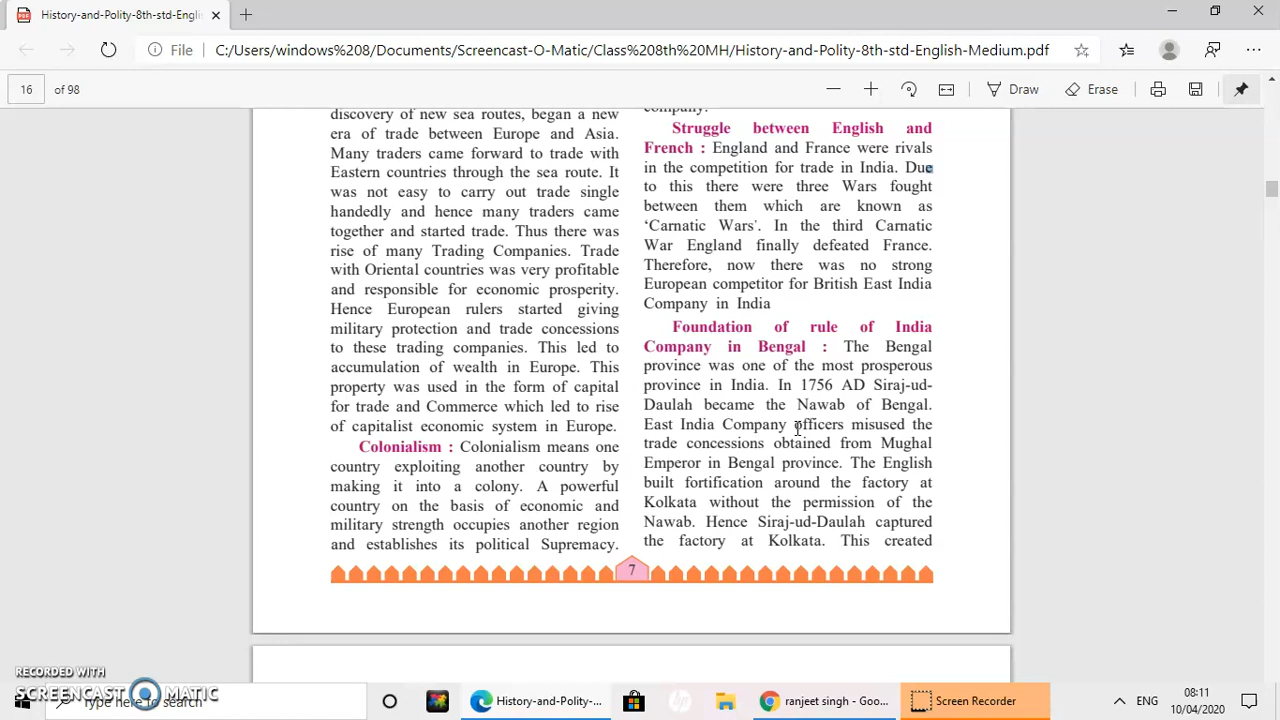 History-and-Polity-8th-std-Englis
File C:/Users/windows%208/Documents/Screencast-O-Matic/Class%208th%20MH/History-and-Polity-8th-std-English-Medium.pdf
16 of 98
Draw
Erase
discovery of new sea routes, began a new
era of trade between Europe and Asia.
Many traders came forward to trade with
Eastern countries through the sea route. It
was not easy to carry out trade single
handedly and hence many traders came
together and started trade. Thus there was
rise of many Trading Companies. Trade
with Oriental countries was very profitable
and responsible for economic prosperity.
Hence European rulers started giving
military protection and trade concessions
to these trading companies. This led to
accumulation of wealth in Europe. This
property was used in the form of capital
for trade and Commerce which led to rise
of capitalist economic system in Europe.
Colonialism : Colonialism means one
country exploiting another country by
making it into a colony. A powerful
country on the basis of economic and
military strength occupies another region
and establishes its political Supremacy.
company.
Struggle between English and
French : England and France were rivals
in the competition for trade in India. Due
to this there were three Wars fought
between them which are known as
‘Carnatic Wars’. In the third Carnatic
War England finally defeated France.
Therefore, now there was no strong
European competitor for British East India
Company in India
Foundation of rule of India
Company in Bengal : The Bengal
province was one of the most prosperous
province in India. In 1756 AD Siraj-ud-
Daulah became the Nawab of Bengal.
East India Company officers misused the
trade concessions obtained from Mughal
Emperor in Bengal province. The English
built fortification around the factory at
Kolkata without the permission of the
Nawab. Hence Siraj-ud-Daulah captured
the factory at Kolkata. This created
7
RECORDED WITH
SCREENCAST MATIC
Type here to search
History-and-Polity-...
ranjeet singh - Goo...
Screen Recorder
ENG
08:11
10/04/2020